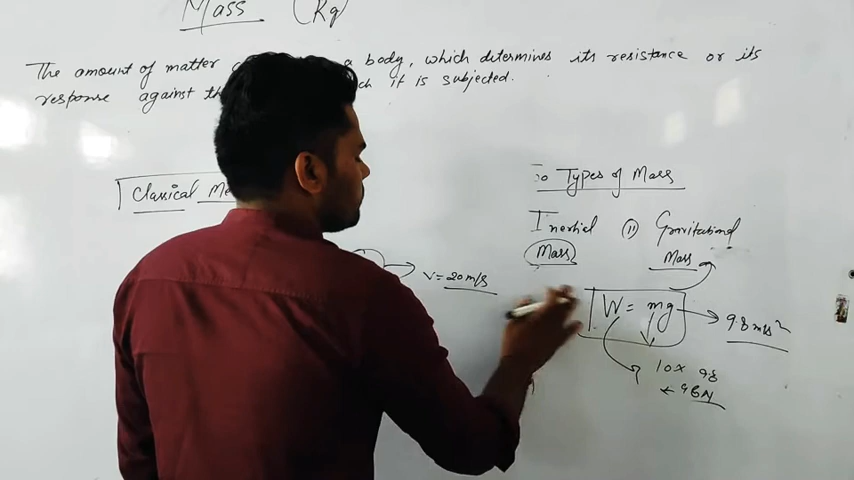 Mass (Kg)
The amount of matter a body, which determines its resistance or its
response against th ch it is subjected.
Types of Mass
Classical Me
Inertial (ii) Gravitational
Mass Mass
V = 20 m/s
W = mg 9.8 m/s²
10 x 9.8
98N